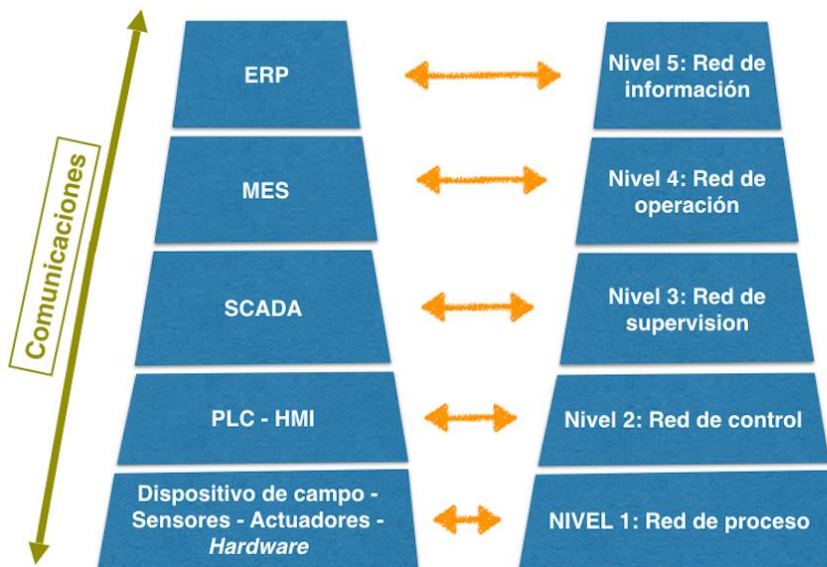 Comunicaciones
ERP
Nivel 5: Red de
información
MES
Nivel 4: Red de
operación
SCADA
Nivel 3: Red de
supervision
PLC - HMI
Nivel 2: Red de control
Dispositivo de campo -
Sensores - Actuadores -
Hardware
NIVEL 1: Red de proceso